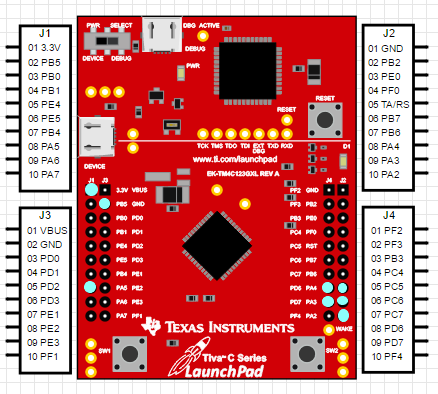 J1
01 3.3V
02 PB5
03 PB0
04 PB1
05 PE4
06 PE5
07 PB4
08 PA5
09 PA6
10 PA7
J3
01 VBUS
02 GND
03 PD0
04 PD1
05 PD2
06 PD3
07 PE1
08 PE2
09 PE3
10 PF1
PWR SELECT
DEVICE DEBUG
DBG ACTIVE
DEBUG
PWR
RESET
RESET
TCK TMS TDO TDI EXT TXD RXD
DBG
DEVICE
www.ti.com/launchpad
EK-TM4C123GXL REV A
D1
J1 J3
3.3V VBUS
PB5 GND
PB0 PD0
PB1 PD1
PE4 PD2
PE5 PD3
PB4 PE1
PA5 PE2
PA6 PE3
PA7 PF1
J4 J2
PF2 GND
PF3 PB2
PB3 PE0
PC4 PF0
PC5 RST
PC6 PB7
PC7 PB6
PD6 PA4
PD7 PA3
PF4 PA2
WAKE
TEXAS INSTRUMENTS
SW1
SW2
Tiva C Series
LaunchPad
J2
01 GND
02 PB2
03 PE0
04 PF0
05 TA/RS
06 PB7
07 PB6
08 PA4
09 PA3
10 PA2
J4
01 PF2
02 PF3
03 PB3
04 PC4
05 PC5
06 PC6
07 PC7
08 PD6
09 PD7
10 PF4